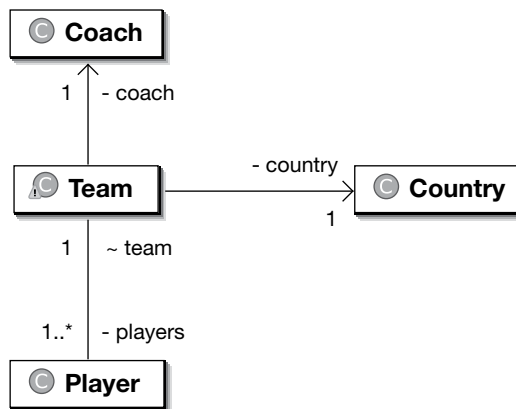 C Coach
1 - coach
- country
C Team
C Country
1
1 ~ team
1..* - players
C Player